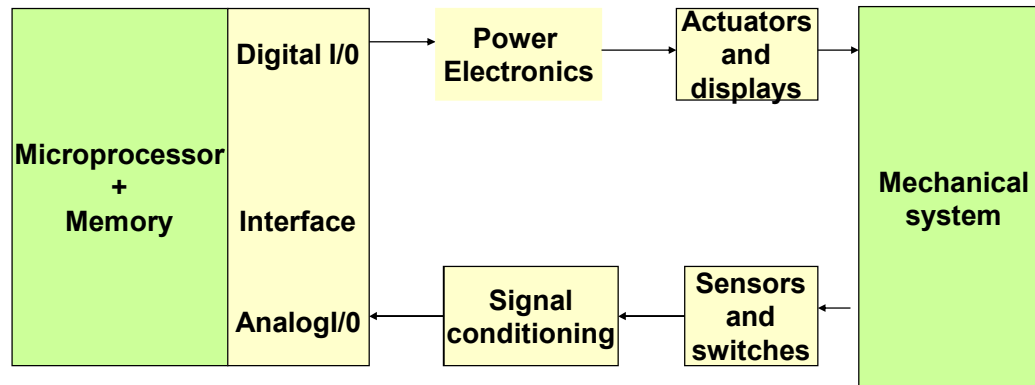 Microprocessor
+
Memory
Digital I/0
Interface
AnalogI/0
Power
Electronics
Actuators
and
displays
Mechanical
system
Signal
conditioning
Sensors
and
switches